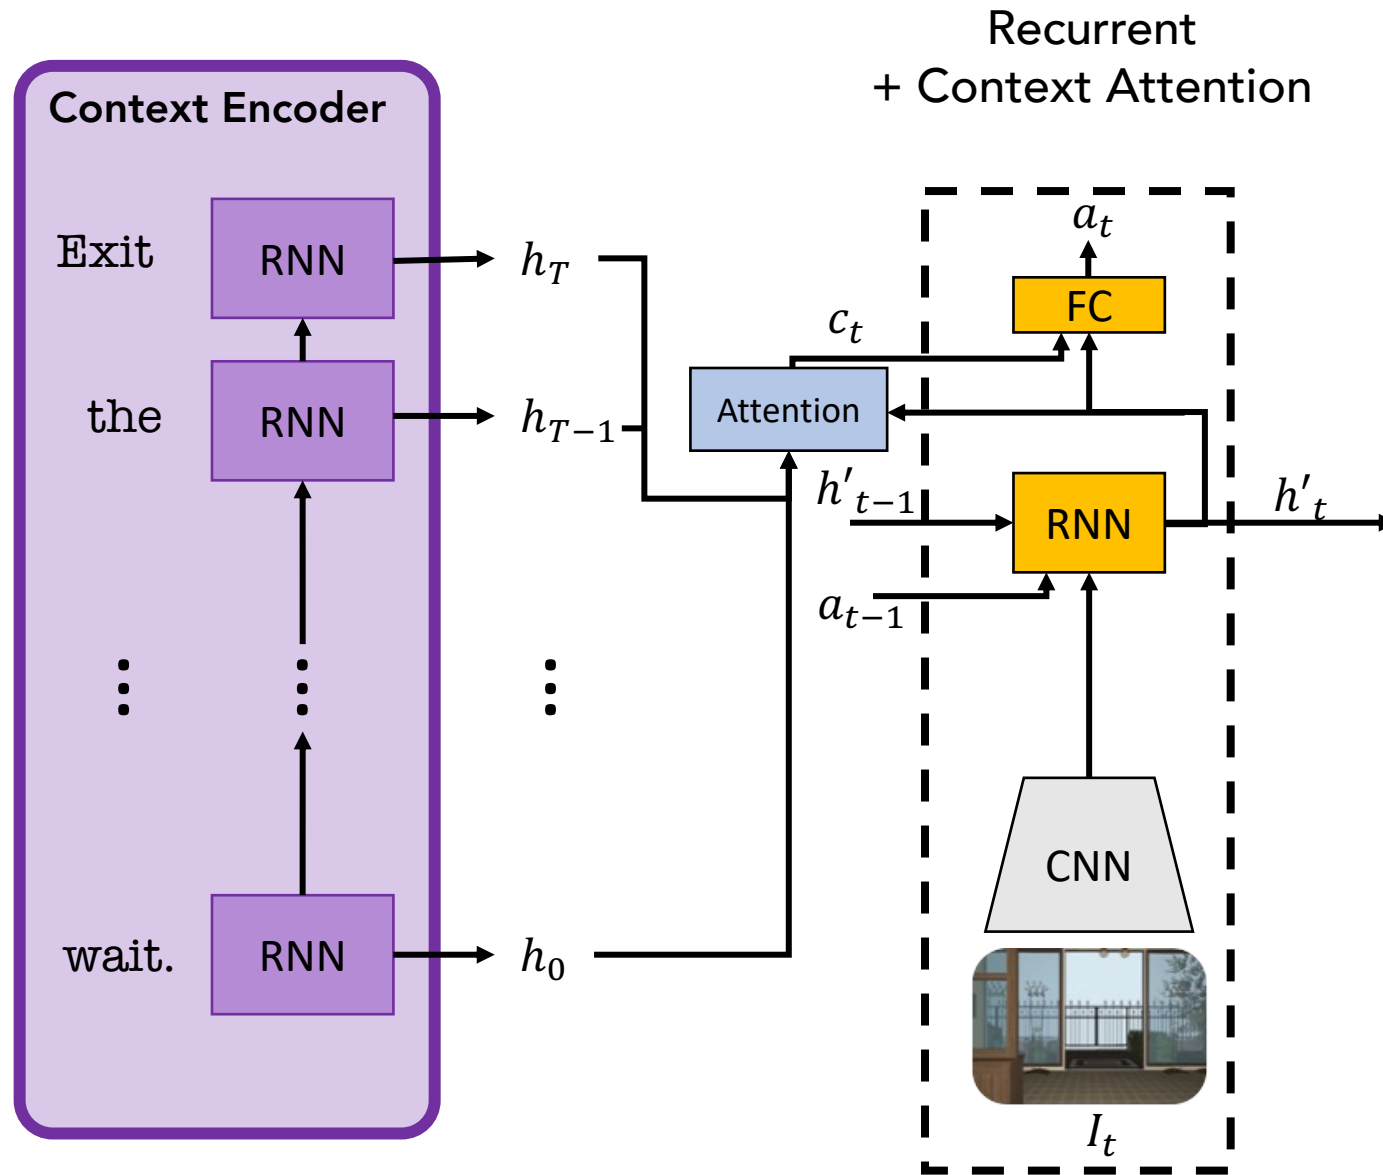 Recurrent
+ Context Attention
Context Encoder
Exit
RNN
h_T
the
RNN
h_{T−1}
⋮ ⋮ ⋮
wait.
RNN
h_0
Attention
c_t
a_t
FC
h'_{t−1}
RNN
h'_t
a_{t−1}
CNN
I_t